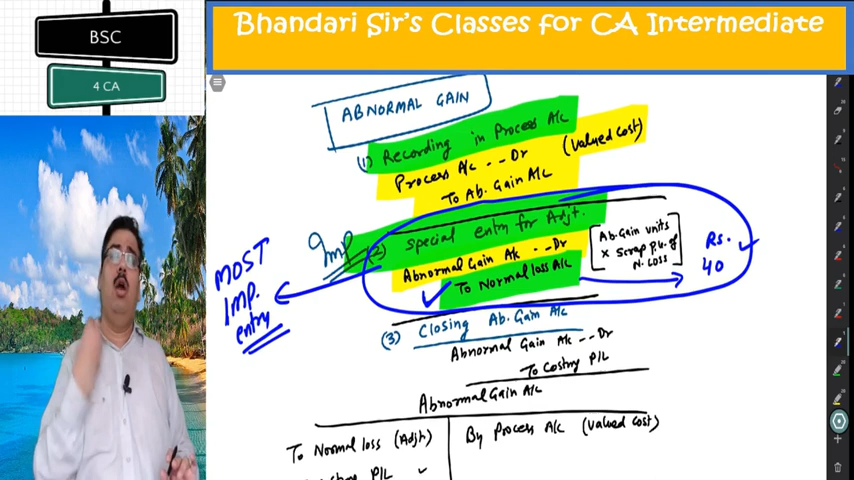 Bhandari Sir's Classes for CA Intermediate
BSC
4 CA
ABNORMAL GAIN
(1) Recording in Process A/c
Process A/c -- Dr (Valued cost)
To Ab. Gain A/c
Imp (2) special entry for Adjt.
Abnormal Gain A/c -- Dr
To Normal loss A/c
[Ab. Gain units
× Scrap p.u. of
N. Loss]
Rs.
40
MOST
Imp.
entry
(3) Closing Ab. Gain A/c
Abnormal Gain A/c -- Dr
To Costing P/L
Abnormal Gain A/c
To Normal loss (Adjt)
By Process A/c (Valued cost)
P/L